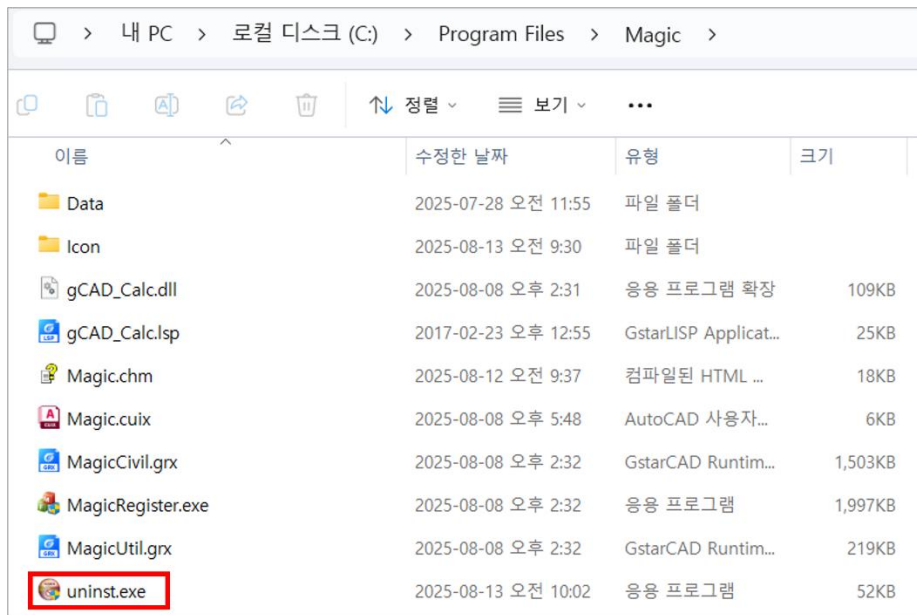 내 PC > 로컬 디스크 (C:) > Program Files > Magic >
정렬 보기 •••
이름 수정한 날짜 유형 크기
Data 2025-07-28 오전 11:55 파일 폴더
Icon 2025-08-13 오전 9:30 파일 폴더
gCAD_Calc.dll 2025-08-08 오후 2:31 응용 프로그램 확장 109KB
gCAD_Calc.lsp 2017-02-23 오후 12:55 GstarLISP Applicat... 25KB
Magic.chm 2025-08-12 오전 9:37 컴파일된 HTML ... 18KB
Magic.cuix 2025-08-08 오후 5:48 AutoCAD 사용자... 6KB
MagicCivil.grx 2025-08-08 오후 2:32 GstarCAD Runtim... 1,503KB
MagicRegister.exe 2025-08-08 오후 2:32 응용 프로그램 1,997KB
MagicUtil.grx 2025-08-08 오후 2:32 GstarCAD Runtim... 219KB
uninst.exe 2025-08-13 오전 10:02 응용 프로그램 52KB